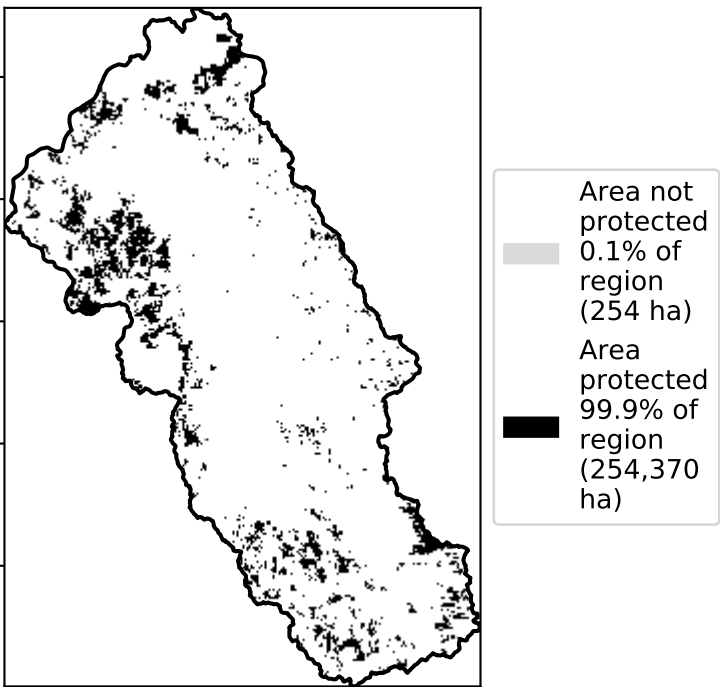 Area not
protected
0.1% of
region
(254 ha)
Area
protected
99.9% of
region
(254,370
ha)